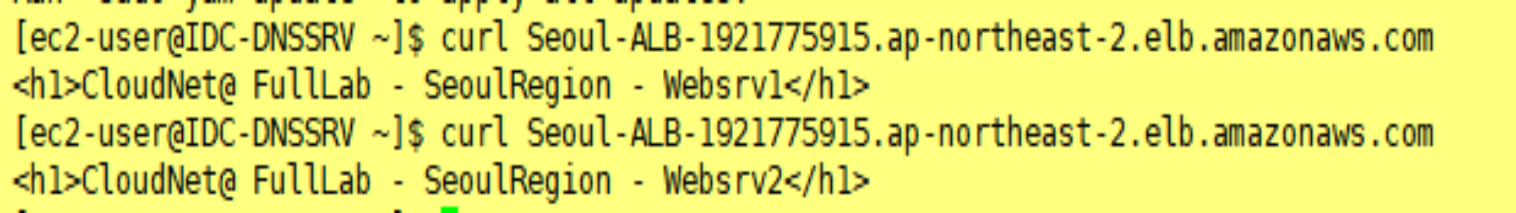 [ec2-user@IDC-DNSSRV ~]$ curl Seoul-ALB-1921775915.ap-northeast-2.elb.amazonaws.com
<h1>CloudNet@ FullLab - SeoulRegion - Websrv1</h1>
[ec2-user@IDC-DNSSRV ~]$ curl Seoul-ALB-1921775915.ap-northeast-2.elb.amazonaws.com
<h1>CloudNet@ FullLab - SeoulRegion - Websrv2</h1>